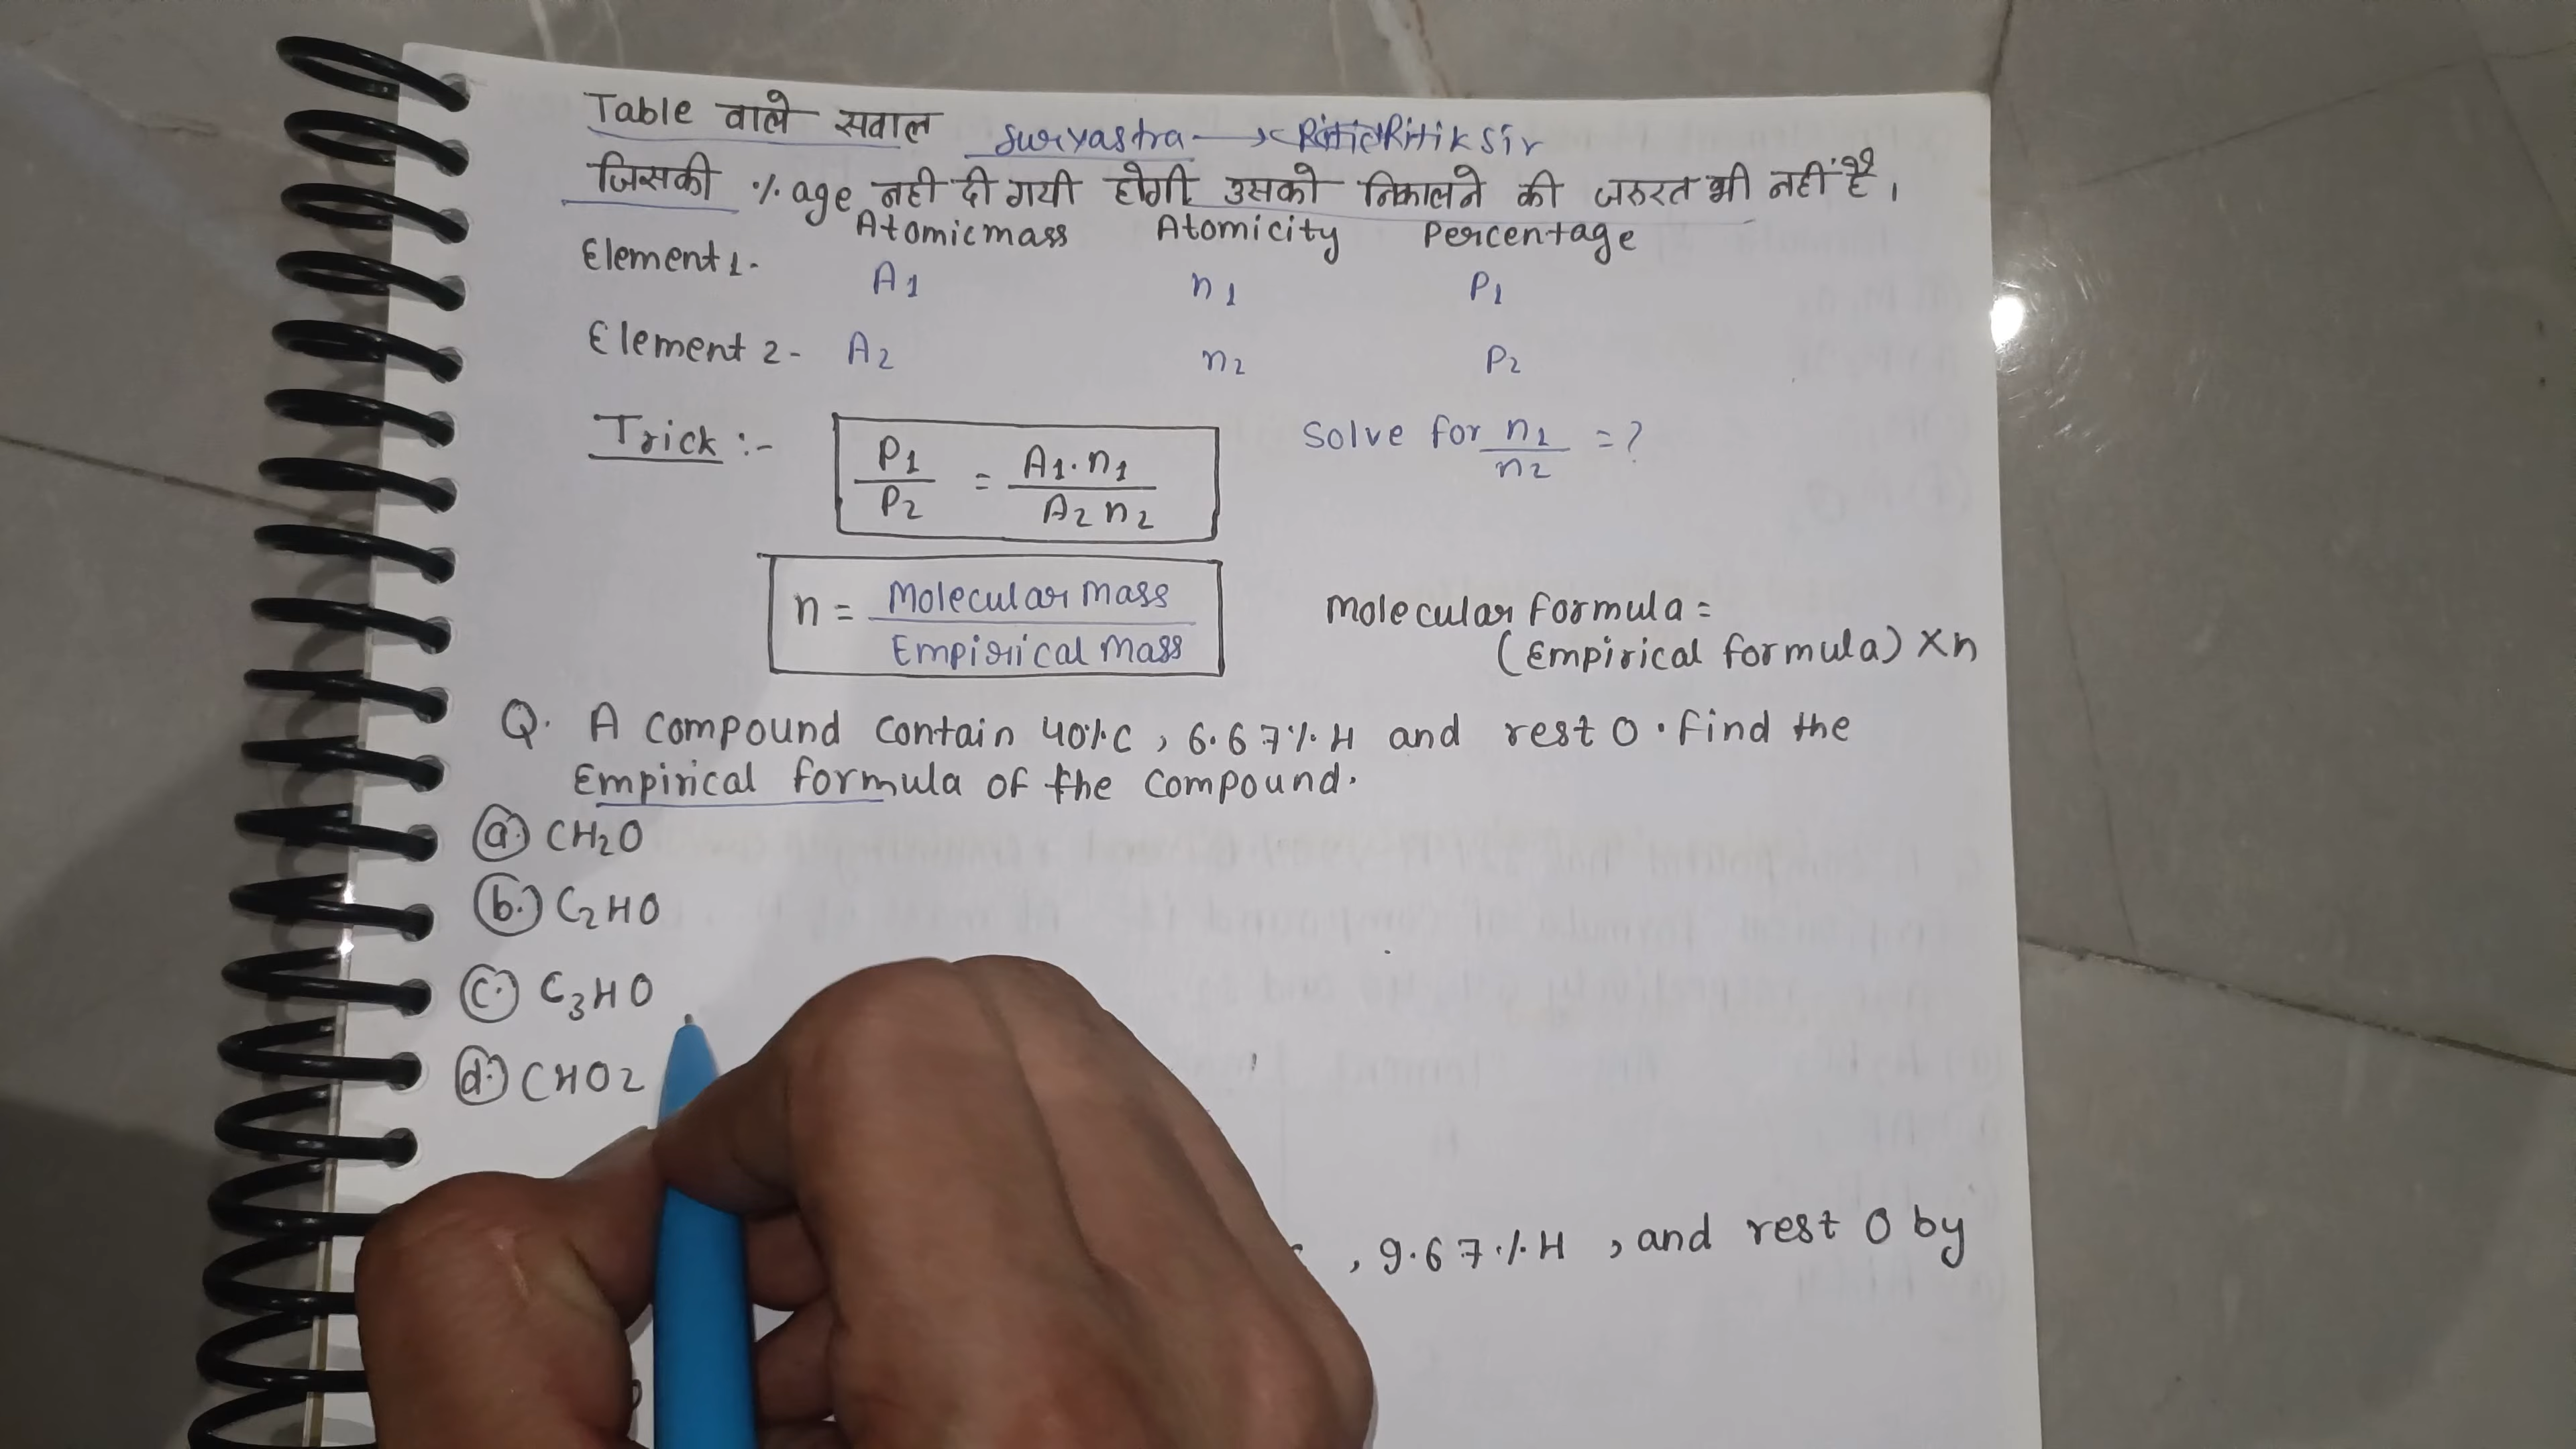 Table वाले सवाल suryastra → Ritik sir
जिसकी %age नही दी गयी होगी उसको निकालने की जरुरत भी नहीं है।
Atomicmass Atomicity Percentage
Element 1- A1 n1 P1
Element 2- A2 n2 P2
Trick :- P1/P2 = A1.n1/A2 n2 Solve for n1/n2 = ?
n = Molecular mass/Empirical mass Molecular formula =
(Empirical formula) x n
Q. A compound contain 40%C, 6.67%H and rest O. Find the
Empirical formula of the compound.
(a.) CH2O
(b.) C2HO
(c.) C3HO
(d.) CHO2
, 9.67%H, and rest O by